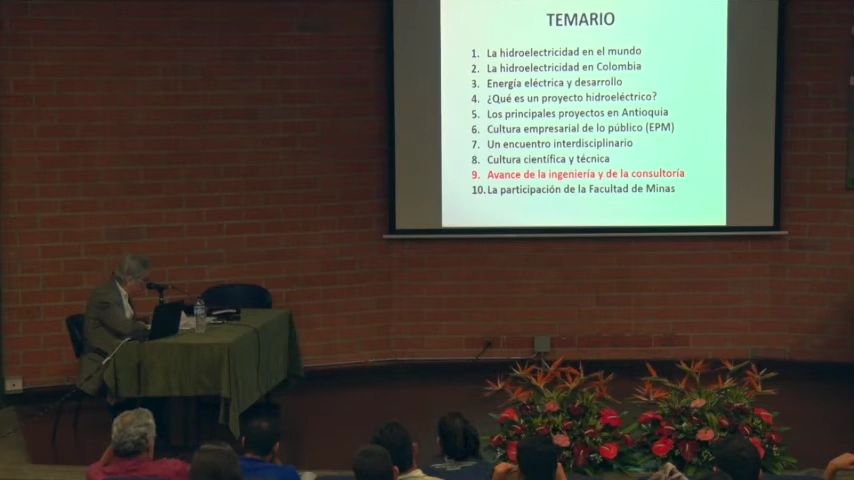 TEMARIO
1. La hidroelectricidad en el mundo
2. La hidroelectricidad en Colombia
3. Energía eléctrica y desarrollo
4. ¿Qué es un proyecto hidroeléctrico?
5. Los principales proyectos en Antioquia
6. Cultura empresarial de lo público (EPM)
7. Un encuentro interdisciplinario
8. Cultura científica y técnica
9. Avance de la ingeniería y de la consultoría
10. La participación de la Facultad de Minas